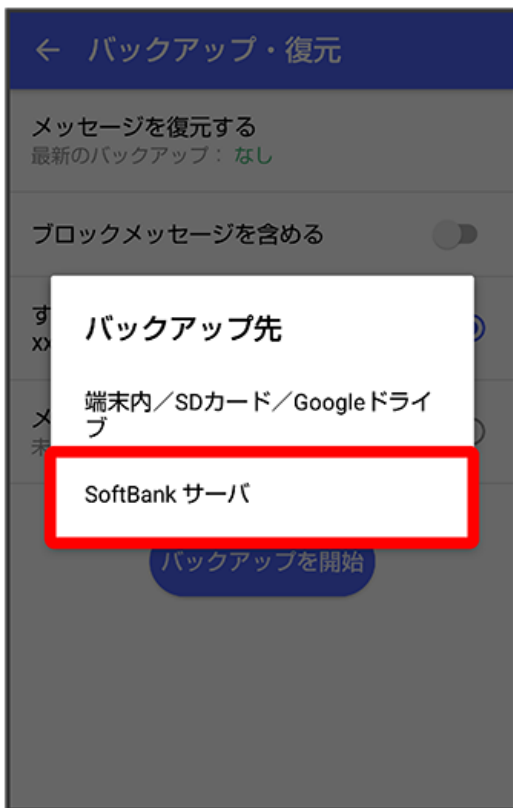 ← バックアップ・復元
メッセージを復元する
最新のバックアップ： なし
ブロックメッセージを含める
す
xx
バックアップ先
端末内／SDカード／Googleドライ
ブ
メ
未
SoftBank サーバ
バックアップを開始